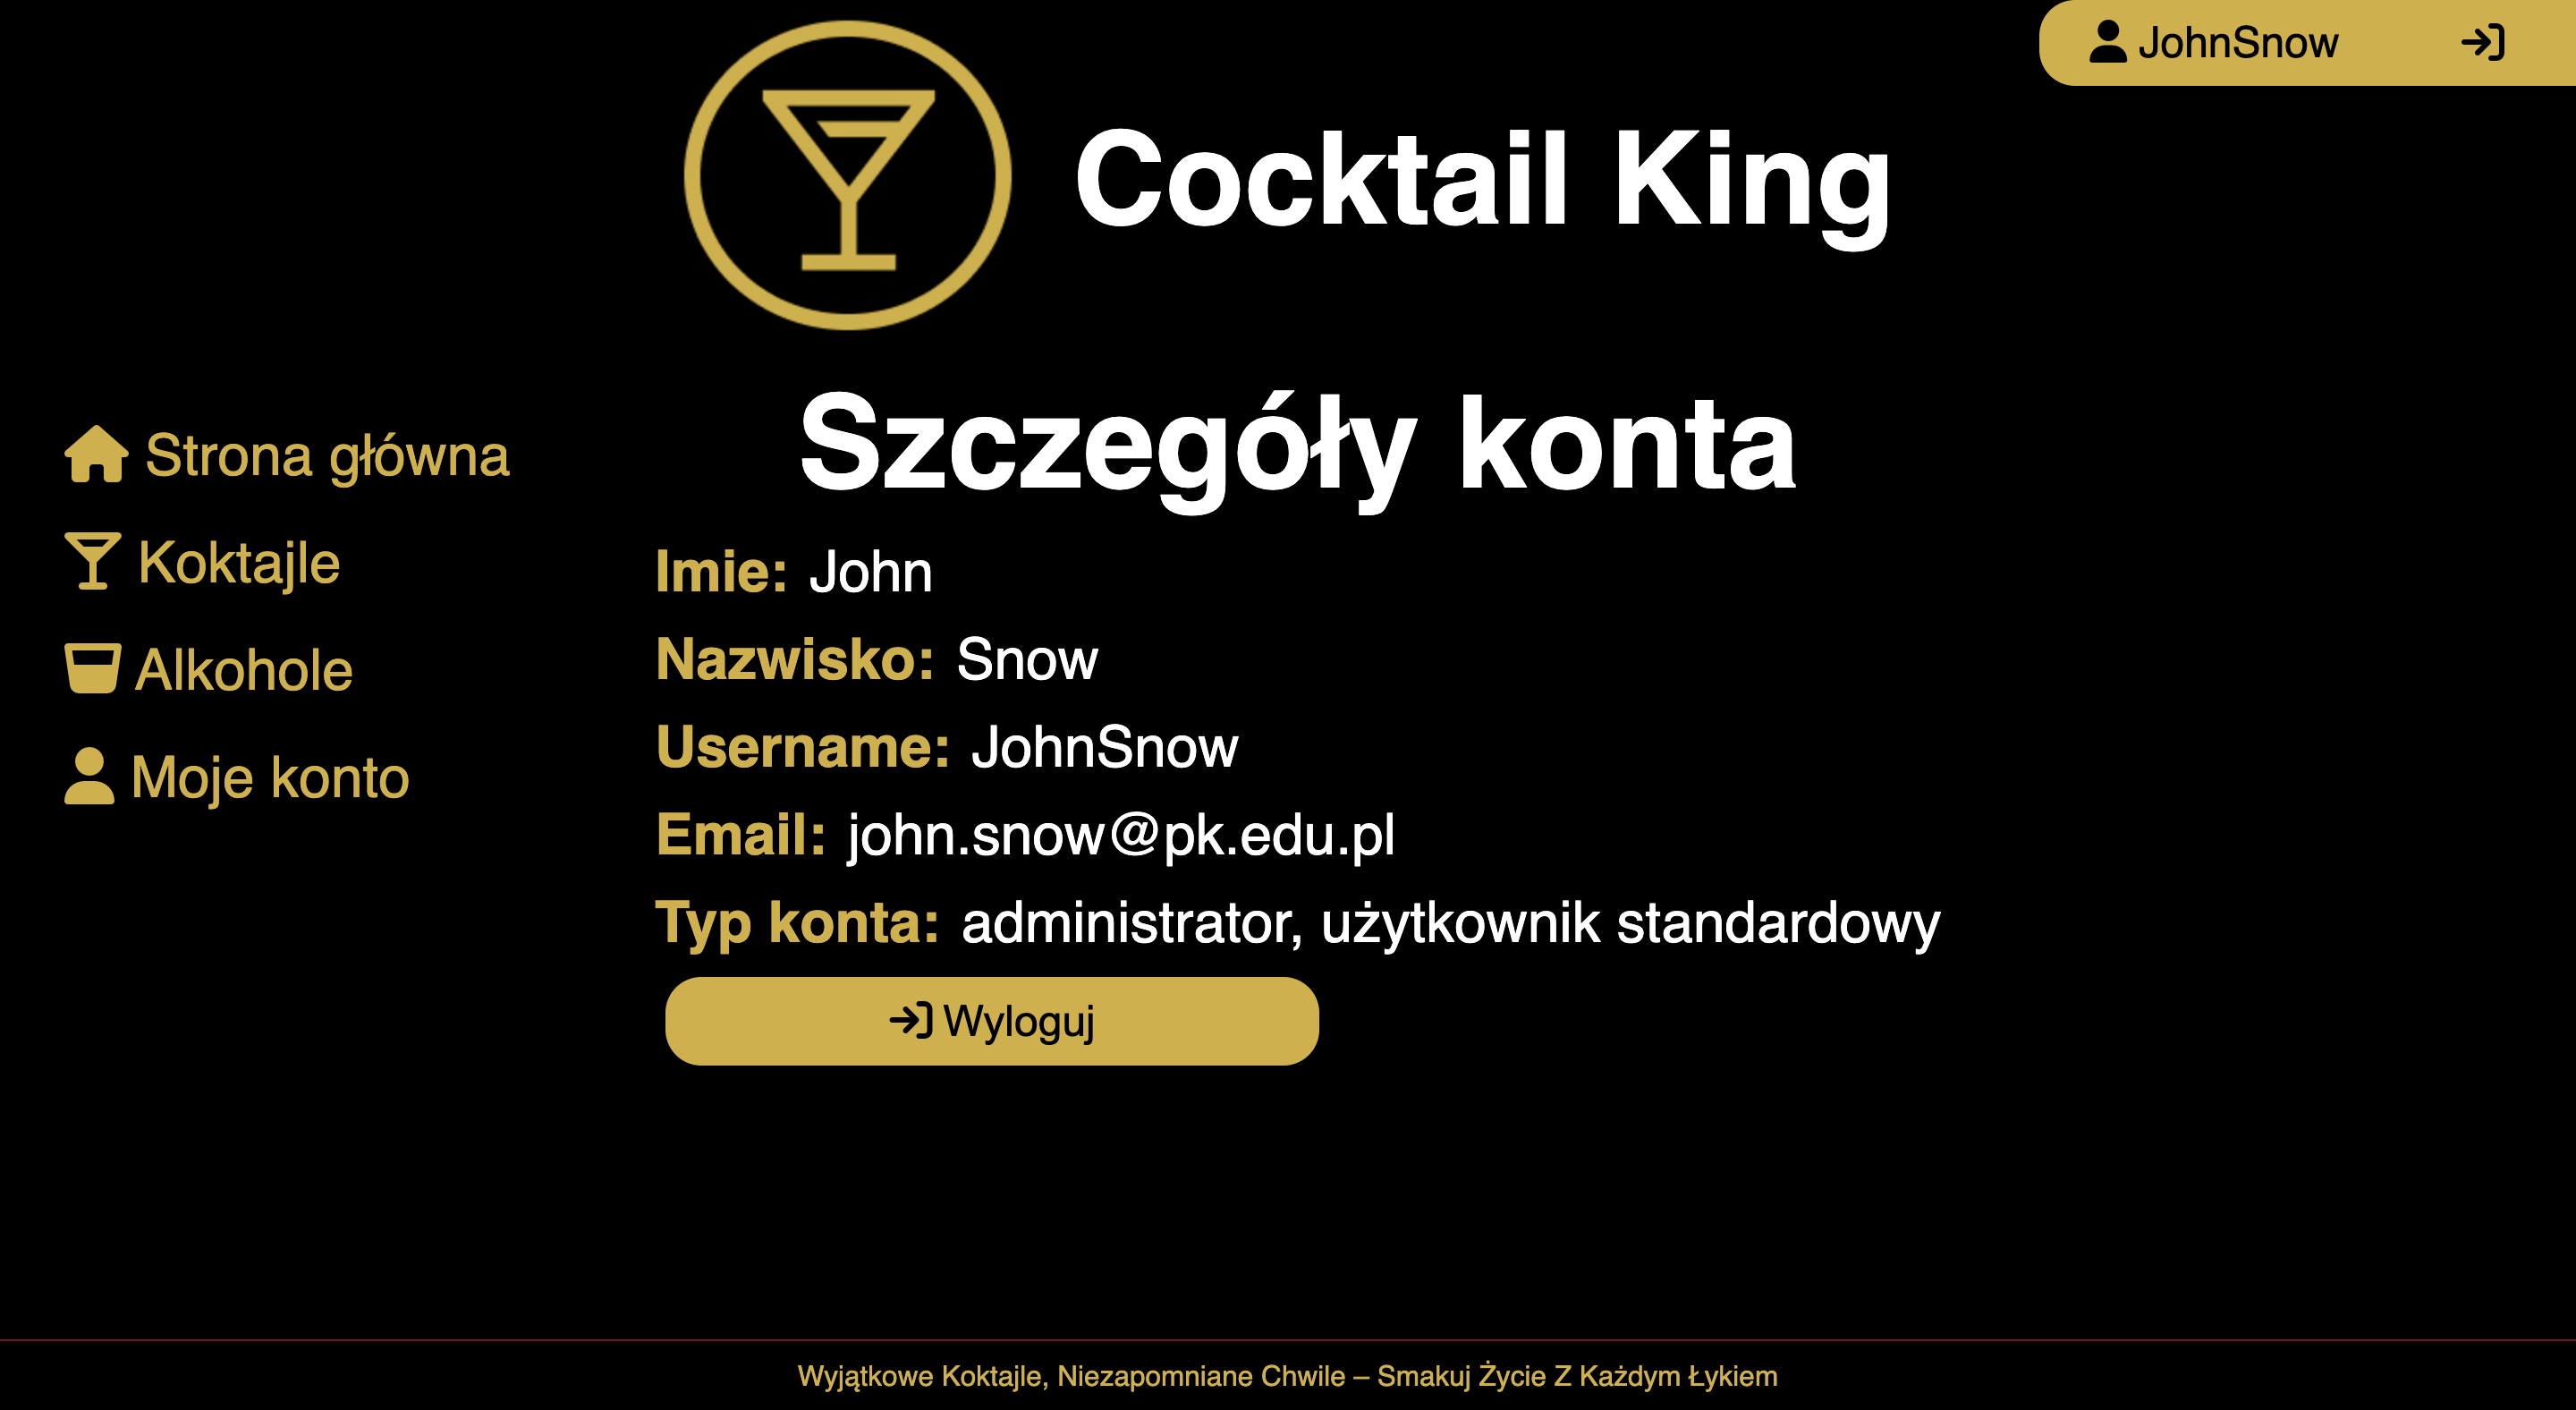 JohnSnow
Cocktail King
Strona główna
Koktajle
Alkohole
Moje konto
Szczegóły konta
Imie: John
Nazwisko: Snow
Username: JohnSnow
Email: john.snow@pk.edu.pl
Typ konta: administrator, użytkownik standardowy
Wyloguj
Wyjątkowe Koktajle, Niezapomniane Chwile – Smakuj Życie Z Każdym Łykiem